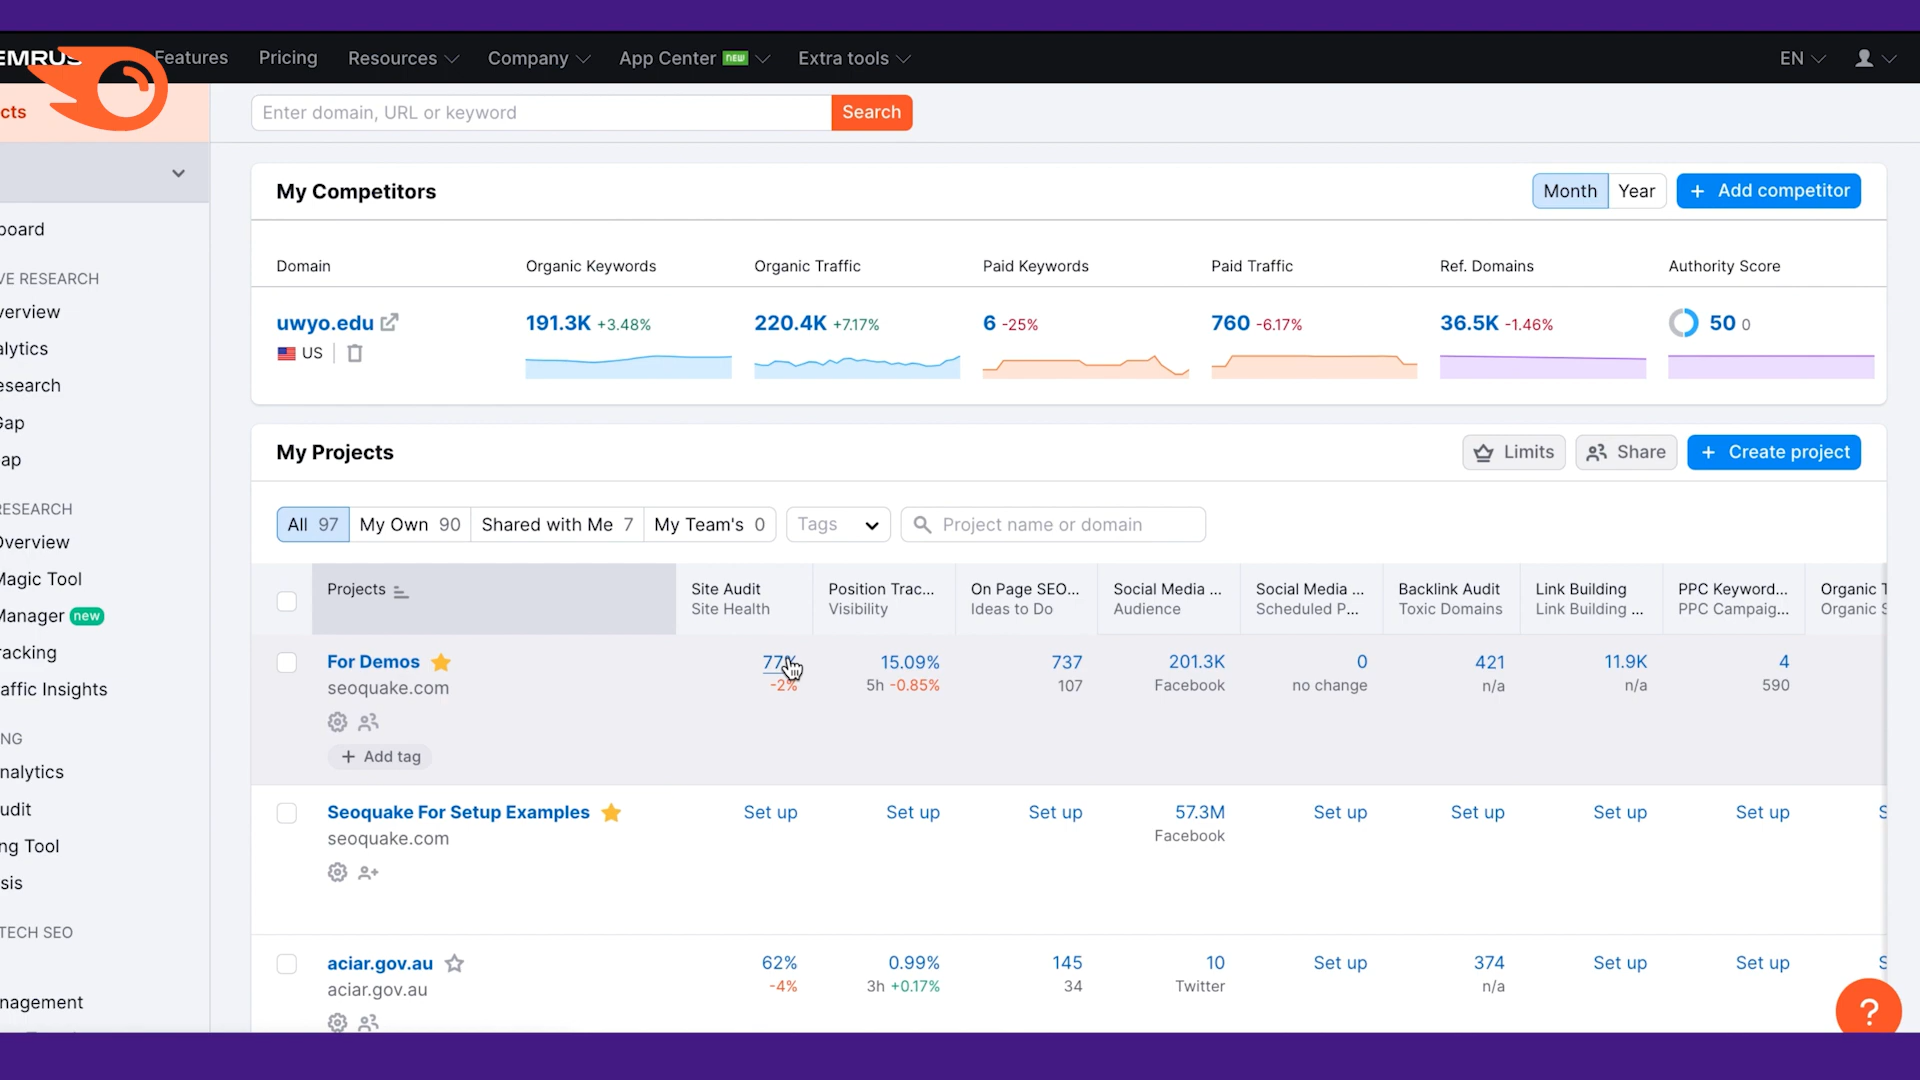 EMRUS
Features
Pricing
Resources
Company
App Center new
Extra tools
EN
cts
Enter domain, URL or keyword
Search
board
VE RESEARCH
verview
alytics
esearch
Gap
ap
RESEARCH
Overview
Magic Tool
Manager new
racking
affic Insights
NG
nalytics
udit
ng Tool
sis
TECH SEO
nagement
My Competitors
Month Year
+ Add competitor
Domain Organic Keywords Organic Traffic Paid Keywords Paid Traffic Ref. Domains Authority Score
uwyo.edu 191.3K +3.48% 220.4K +7.17% 6 -25% 760 -6.17% 36.5K -1.46% 50 0
US
My Projects
Limits
Share
+ Create project
All 97 My Own 90 Shared with Me 7 My Team's 0 Tags Project name or domain
Projects Site Audit Position Trac... On Page SEO... Social Media ... Social Media ... Backlink Audit Link Building PPC Keyword... Organic T
Site Health Visibility Ideas to Do Audience Scheduled P... Toxic Domains Link Building ... PPC Campaig... Organic S
For Demos 77% 15.09% 737 201.3K 0 421 11.9K 4
seoquake.com -2% 5h -0.85% 107 Facebook no change n/a n/a 590
+ Add tag
Seoquake For Setup Examples Set up Set up Set up 57.3M Set up Set up Set up Set up S
seoquake.com Facebook
aciar.gov.au 62% 0.99% 145 10 Set up 374 Set up Set up S
aciar.gov.au -4% 3h +0.17% 34 Twitter n/a
?